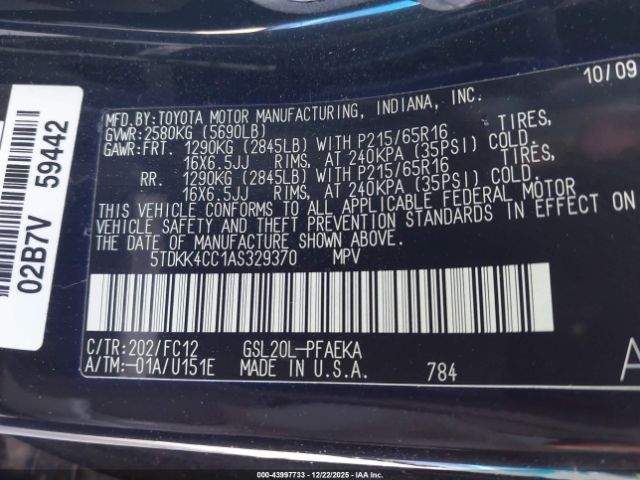 10/09
MFD.BY:TOYOTA MOTOR MANUFACTURING, INDIANA, INC.
GVWR:2580KG (5690LB)
GAWR:FRT. 1290KG (2845LB) WITH P215/65R16 TIRES,
16X6.5JJ RIMS, AT 240KPA (35PSI) COLD.
RR. 1290KG (2845LB) WITH P215/65R16 TIRES,
16X6.5JJ RIMS, AT 240KPA (35PSI) COLD.
THIS VEHICLE CONFORMS TO ALL APPLICABLE FEDERAL MOTOR
VEHICLE SAFETY AND THEFT PREVENTION STANDARDS IN EFFECT ON
THE DATE OF MANUFACTURE SHOWN ABOVE.
5TDKK4CC1AS329370 MPV
C/TR:202/FC12 GSL20L-PFAEKA
A/TM:-01A/U151E MADE IN U.S.A. 784
02B7V 59442
000-43997733 - 12/22/2025 - IAA Inc.